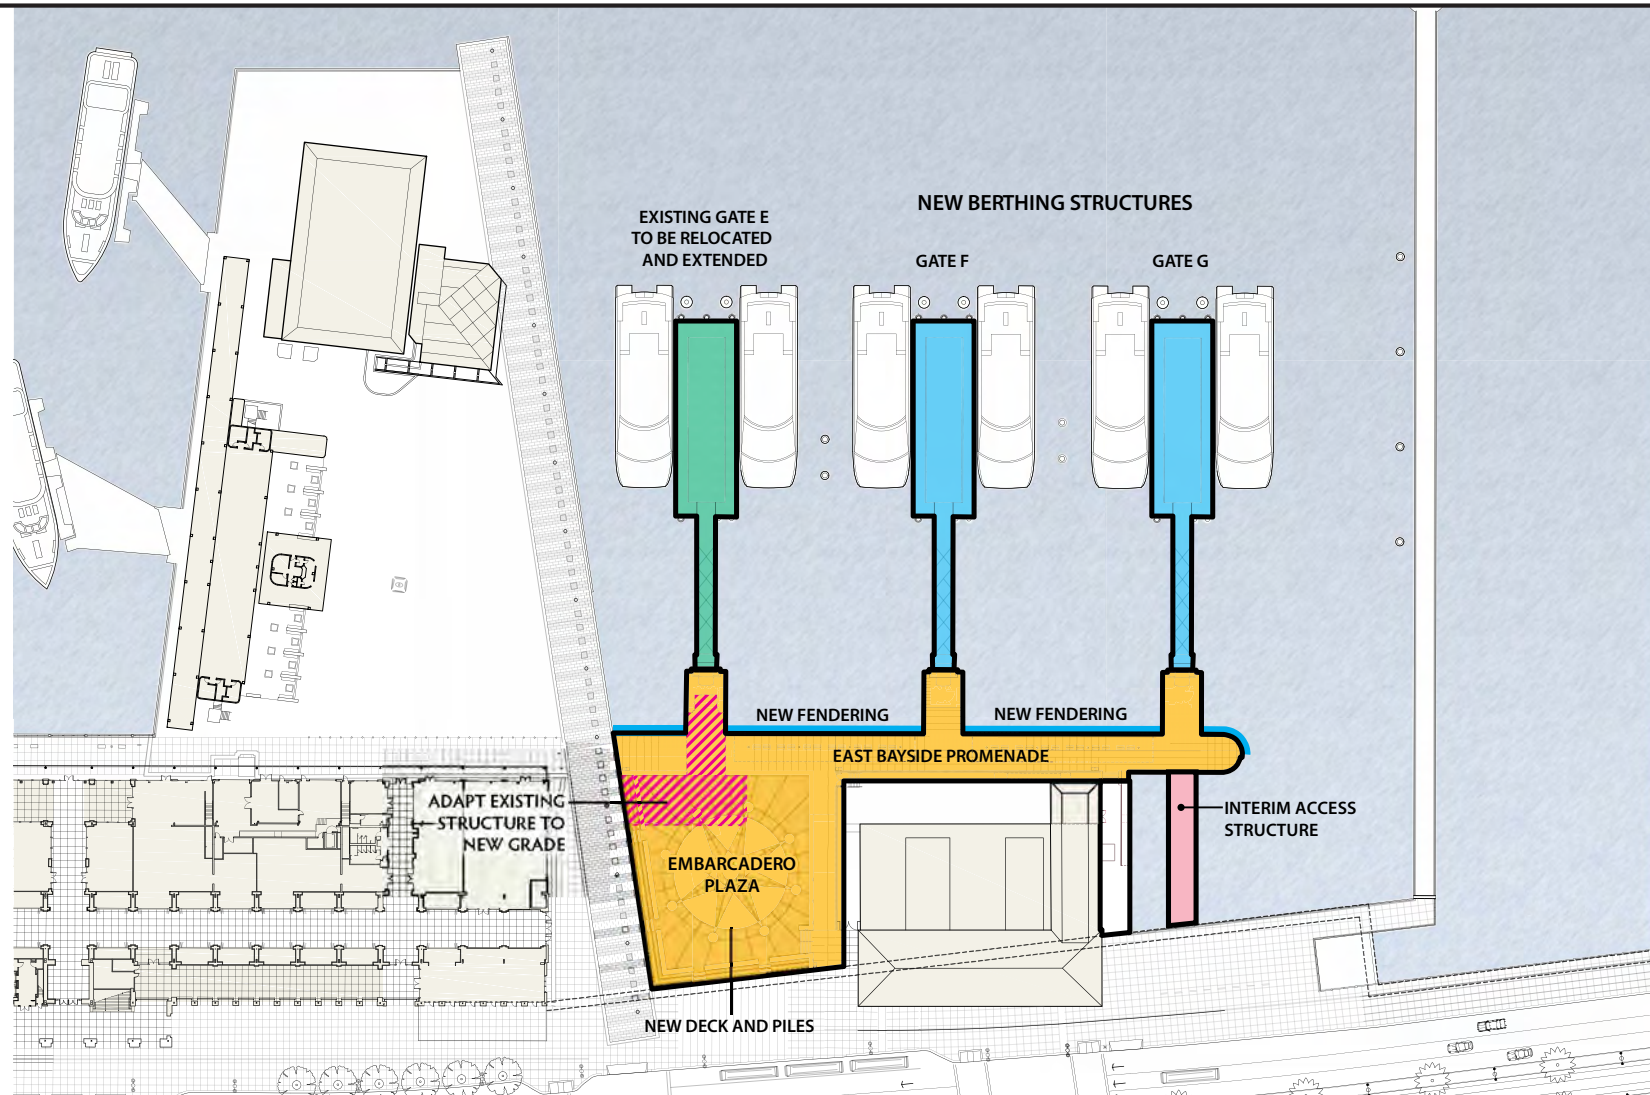 NEW BERTHING STRUCTURES
EXISTING GATE E
TO BE RELOCATED
AND EXTENDED
GATE F
GATE G
NEW FENDERING
NEW FENDERING
EAST BAYSIDE PROMENADE
ADAPT EXISTING
STRUCTURE TO
NEW GRADE
INTERIM ACCESS
STRUCTURE
EMBARCADERO
PLAZA
NEW DECK AND PILES